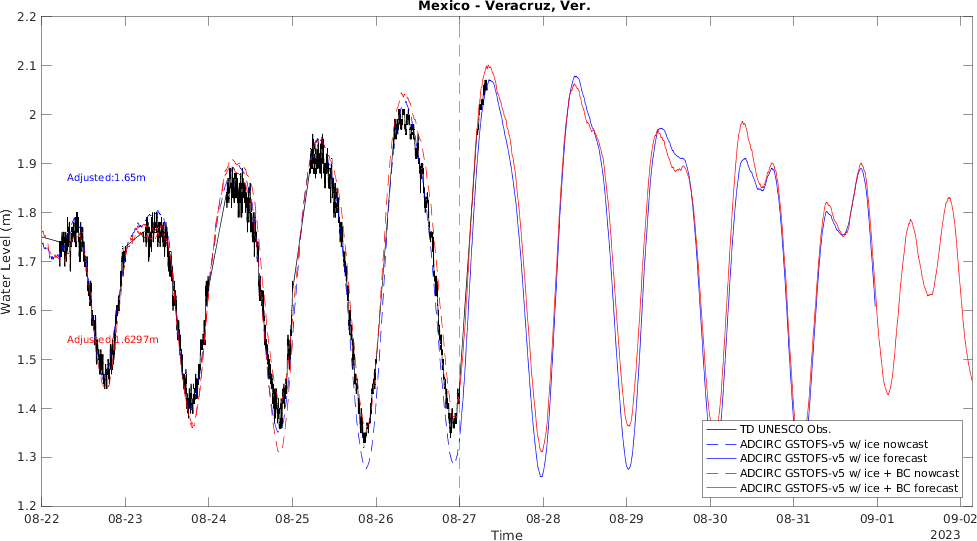 Mexico - Veracruz, Ver.
2.2
2.1
2
1.9
1.8
1.7
1.6
1.5
1.4
1.3
1.2
Water Level (m)
Adjusted:1.65m
Adjusted:1.6297m
TD UNESCO Obs.
ADCIRC GSTOFS-v5 w/ ice nowcast
ADCIRC GSTOFS-v5 w/ ice forecast
ADCIRC GSTOFS-v5 w/ ice + BC nowcast
ADCIRC GSTOFS-v5 w/ ice + BC forecast
08-22 08-23 08-24 08-25 08-26 08-27 08-28 08-29 08-30 08-31 09-01 09-02
Time
2023